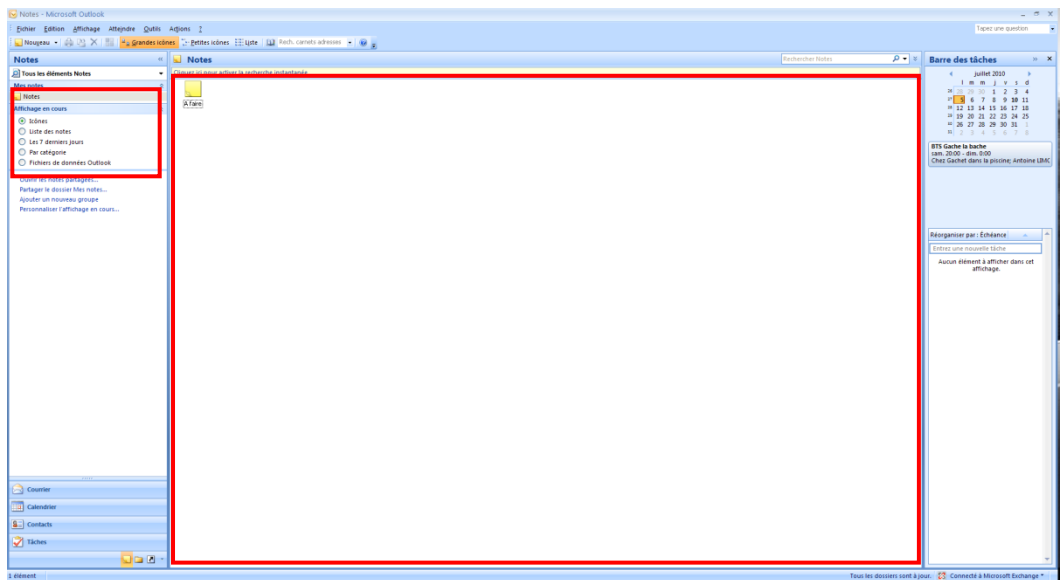 Notes - Microsoft Outlook
Fichier Edition Affichage Atteindre Outils Actions ?
Tapez une question
Nouveau Grandes icônes Petites icônes Liste Rech. carnets adresses
Notes
Tous les éléments Notes
Mes notes
Notes
Affichage en cours
Icônes
Liste des notes
Les 7 derniers jours
Par catégorie
Fichiers de données Outlook
Ouvrir les notes partagées...
Partager le dossier Mes notes...
Ajouter un nouveau groupe
Personnaliser l'affichage en cours...
Courrier
Calendrier
Contacts
Tâches
Notes
Rechercher Notes
Cliquez ici pour activer la recherche instantanée
A faire
Barre des tâches
juillet 2010
l m m j v s d
26 28 29 30 1 2 3 4
27 5 6 7 8 9 10 11
28 12 13 14 15 16 17 18
29 19 20 21 22 23 24 25
30 26 27 28 29 30 31 1
31 2 3 4 5 6 7 8
BTS Gache la bache
sam. 20:00 - dim. 0:00
Chez Gachet dans la piscine; Antoine LIMC
Réorganiser par : Échéance
Entrez une nouvelle tâche
Aucun élément à afficher dans cet
affichage.
1 élément
Tous les dossiers sont à jour. Connecté à Microsoft Exchange